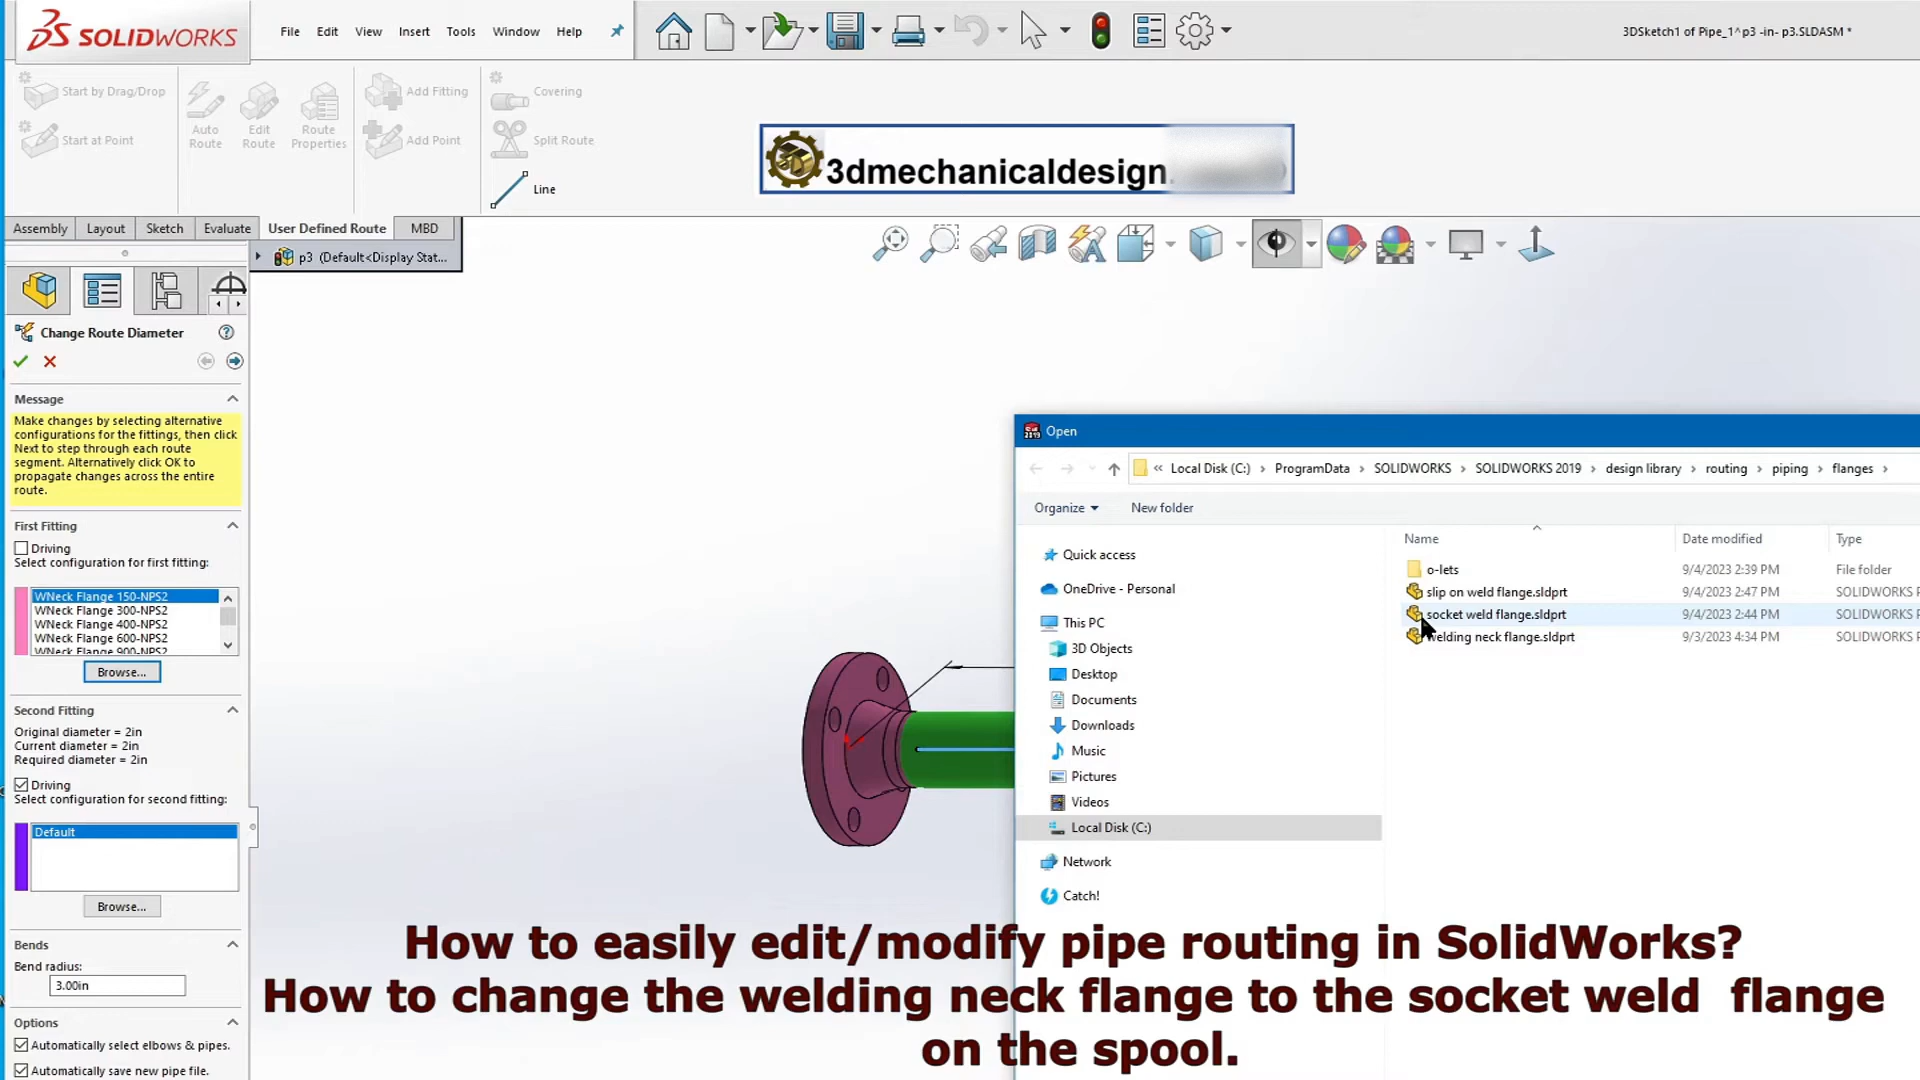 SOLIDWORKS
File Edit View Insert Tools Window Help
3DSketch1 of Pipe_1^p3 -in- p3.SLDASM *
Start by Drag/Drop
Start at Point
Auto Route
Edit Route
Route Properties
Add Fitting
Add Point
Covering
Split Route
Line
3dmechanicaldesign.
Assembly Layout Sketch Evaluate User Defined Route MBD
p3 (Default<Display Stat...
Change Route Diameter
Message
Make changes by selecting alternative
configurations for the fittings, then click
Next to step through each route
segment. Alternatively click OK to
propagate changes across the entire
route.
First Fitting
Driving
Select configuration for first fitting:
WNeck Flange 150-NPS2
WNeck Flange 300-NPS2
WNeck Flange 400-NPS2
WNeck Flange 600-NPS2
WNeck Flange 900-NPS2
Browse...
Second Fitting
Original diameter = 2in
Current diameter = 2in
Required diameter = 2in
Driving
Select configuration for second fitting:
Default
Browse...
Bends
Bend radius:
3.00in
Options
Automatically select elbows & pipes.
Automatically save new pipe file.
2019 Open
« Local Disk (C:) > ProgramData > SOLIDWORKS > SOLIDWORKS 2019 > design library > routing > piping > flanges >
Organize New folder
Quick access
OneDrive - Personal
This PC
3D Objects
Desktop
Documents
Downloads
Music
Pictures
Videos
Local Disk (C:)
Network
Catch!
Name Date modified Type
o-lets 9/4/2023 2:39 PM File folder
slip on weld flange.sldprt 9/4/2023 2:47 PM SOLIDWORKS P
socket weld flange.sldprt 9/4/2023 2:44 PM SOLIDWORKS P
welding neck flange.sldprt 9/3/2023 4:34 PM SOLIDWORKS P
How to easily edit/modify pipe routing in SolidWorks?
How to change the welding neck flange to the socket weld flange
on the spool.